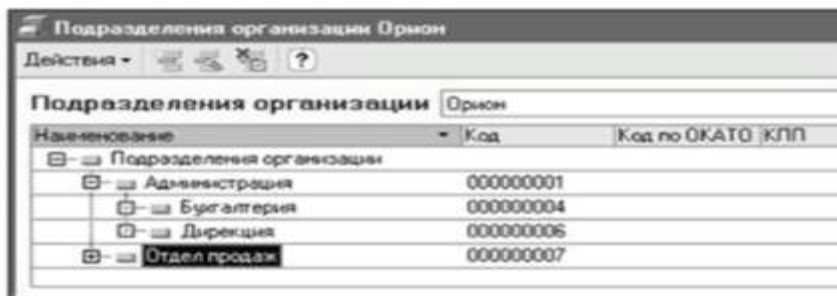 Подразделения организации Орион
Действия ?
Подразделения организации Орион
Наименование Код Код по ОКАТО КПП
Подразделения организации
Администрация 000000001
Бухгалтерия 000000004
Дирекция 000000006
Отдел продаж 000000007